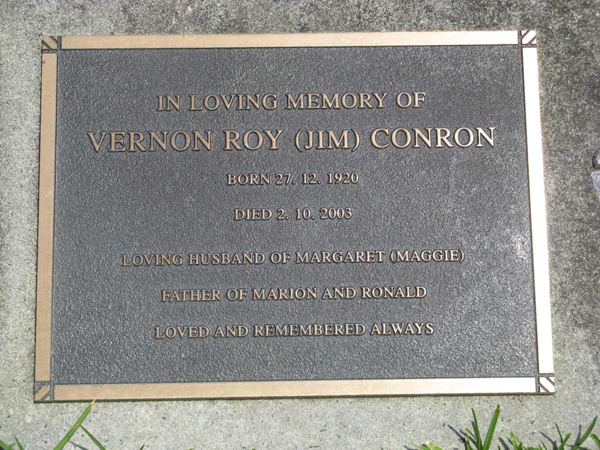 IN LOVING MEMORY OF
VERNON ROY (JIM) CONRON
BORN 27. 12. 1920
DIED 2. 10. 2003
LOVING HUSBAND OF MARGARET (MAGGIE)
FATHER OF MARION AND RONALD
LOVED AND REMEMBERED ALWAYS